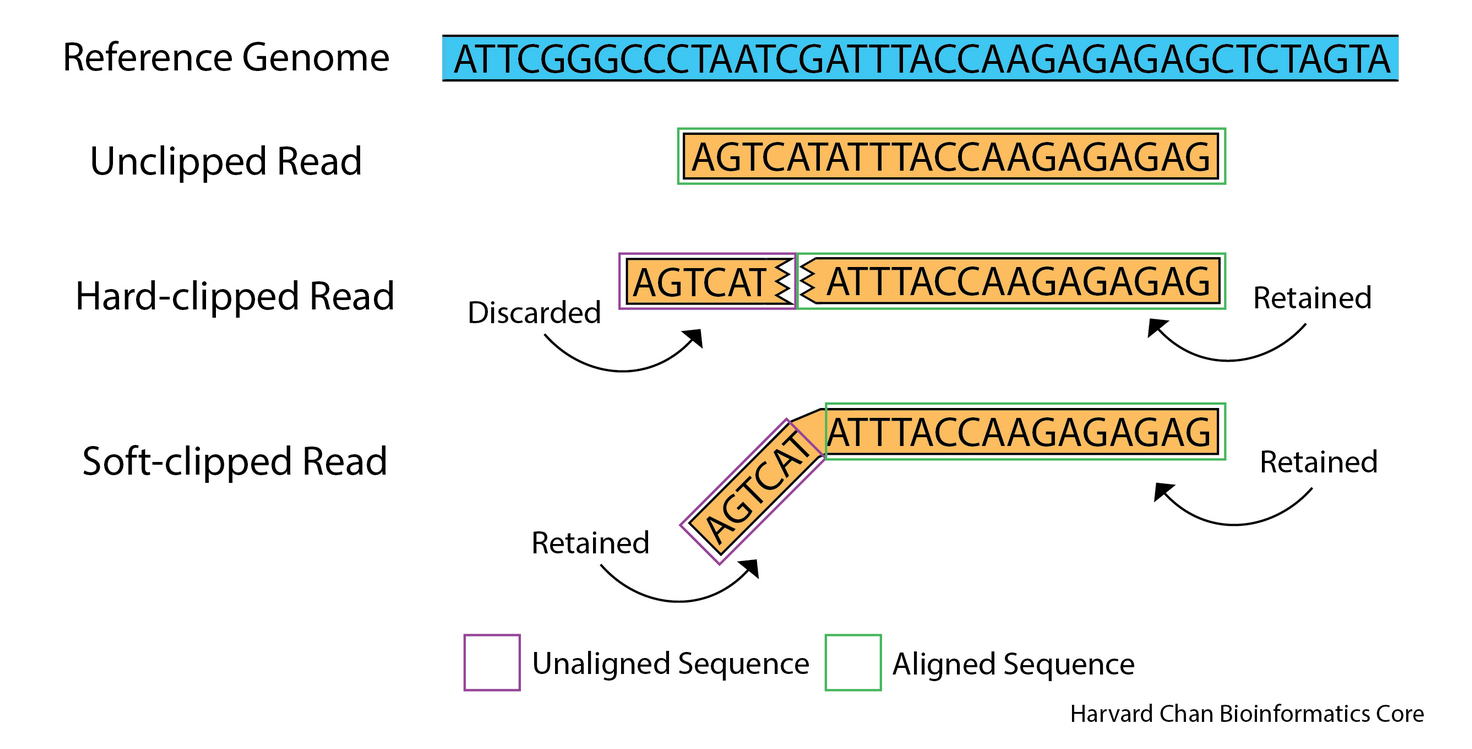 Reference Genome ATTCGGGCCCTAATCGATTTACCAAGAGAGAGCTCTAGTA
Unclipped Read AGTCATATTTACCAAGAGAGAG
Hard-clipped Read AGTCAT ATTTACCAAGAGAGAG
Discarded
Retained
Soft-clipped Read AGTCAT ATTTACCAAGAGAGAG
Retained
Retained
Unaligned Sequence Aligned Sequence
Harvard Chan Bioinformatics Core